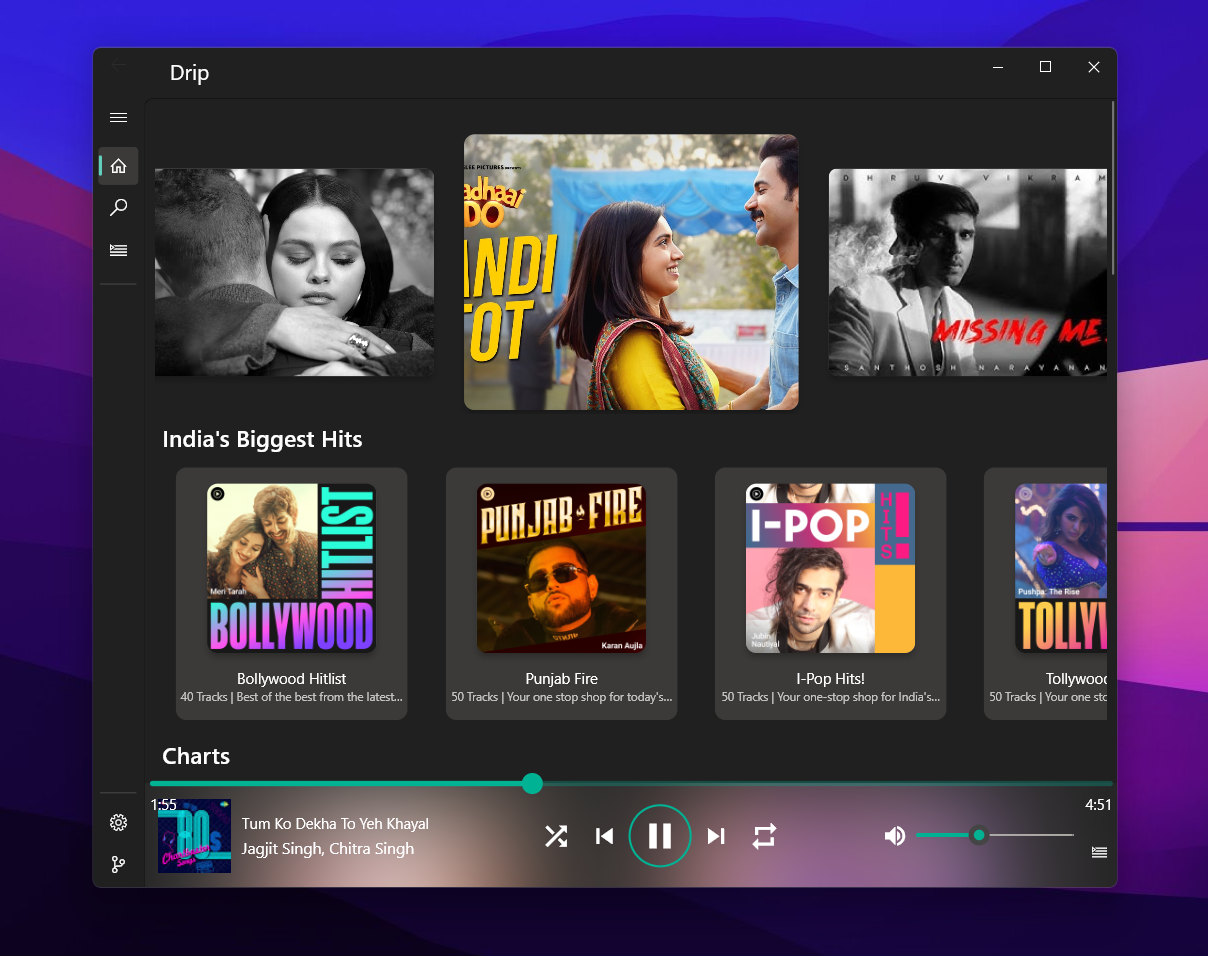 Drip
LEE PICTURES PRESENTS
adhaai
DO
ANDI
TOT
DHRUV VIKRAM
MISSING ME
SANTHOSH NARAYANAN
India's Biggest Hits
Meri Tarah
HITLIST
BOLLYWOOD
PUNJAB FIRE
Karan Aujla
I-POP
HITS!
Jubin
Nautiyal
Pushpa: The Rise
TOLLYW
Bollywood Hitlist
40 Tracks | Best of the best from the latest...
Punjab Fire
50 Tracks | Your one stop shop for today's...
I-Pop Hits!
50 Tracks | Your one-stop shop for India's...
Tollywood
50 Tracks | Your one sto
Charts
1:55
4:51
80s
Tum Ko Dekha To Yeh Khayal
Jagjit Singh, Chitra Singh